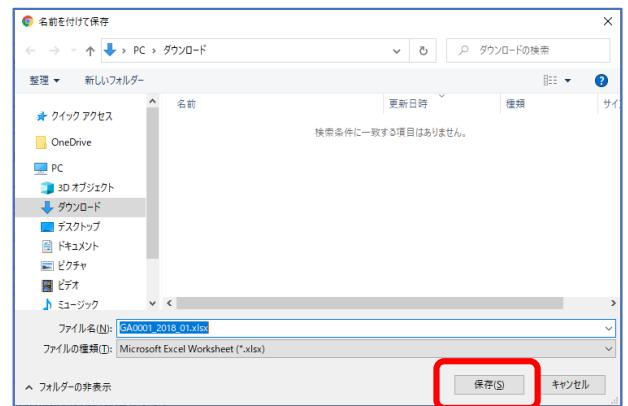 名前を付けて保存
PC › ダウンロード
ダウンロードの検索
整理 ▼ 新しいフォルダー
名前 更新日時 種類 サイ
検索条件に一致する項目はありません。
クイック アクセス
OneDrive
PC
3D オブジェクト
ダウンロード
デスクトップ
ドキュメント
ピクチャ
ビデオ
ミュージック
ファイル名(N): GA0001_2018_01.xlsx
ファイルの種類(T): Microsoft Excel Worksheet (*.xlsx)
フォルダーの非表示
保存(S) キャンセル